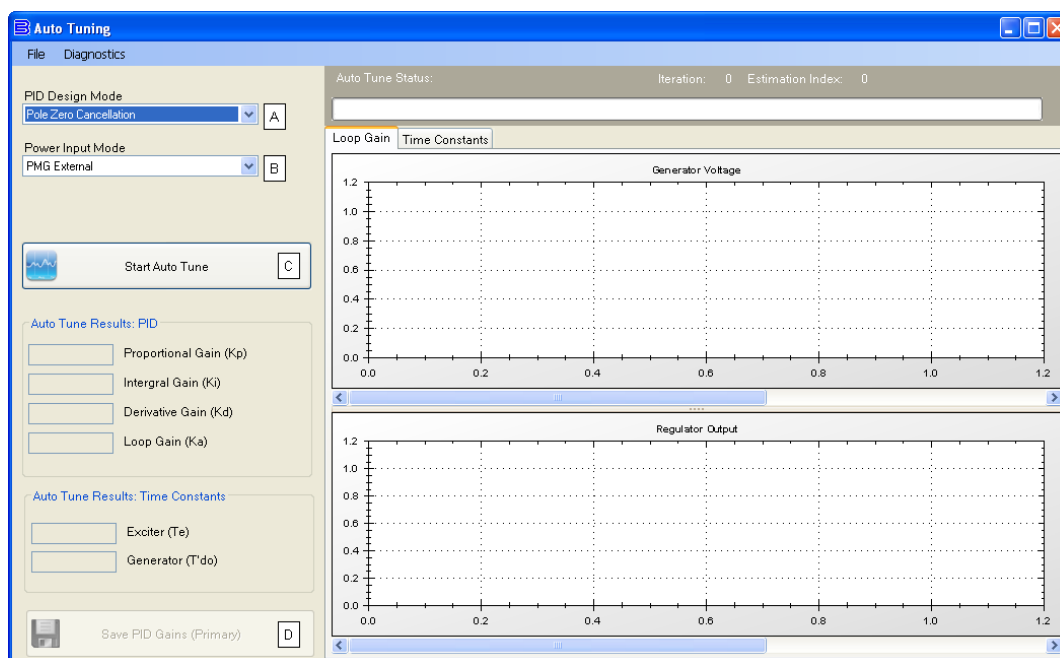 B Auto Tuning
File Diagnostics
PID Design Mode
Pole Zero Cancellation
A
Power Input Mode
PMG External
B
Start Auto Tune
C
Auto Tune Results: PID
Proportional Gain (Kp)
Intergral Gain (Ki)
Derivative Gain (Kd)
Loop Gain (Ka)
Auto Tune Results: Time Constants
Exciter (Te)
Generator (T'do)
Save PID Gains (Primary)
D
Auto Tune Status: Iteration: 0 Estimation Index: 0
Loop Gain Time Constants
Generator Voltage
1.2
1.0
0.8
0.6
0.4
0.2
0.0
0.0 0.2 0.4 0.6 0.8 1.0 1.2
Regulator Output
1.2
1.0
0.8
0.6
0.4
0.2
0.0
0.0 0.2 0.4 0.6 0.8 1.0 1.2